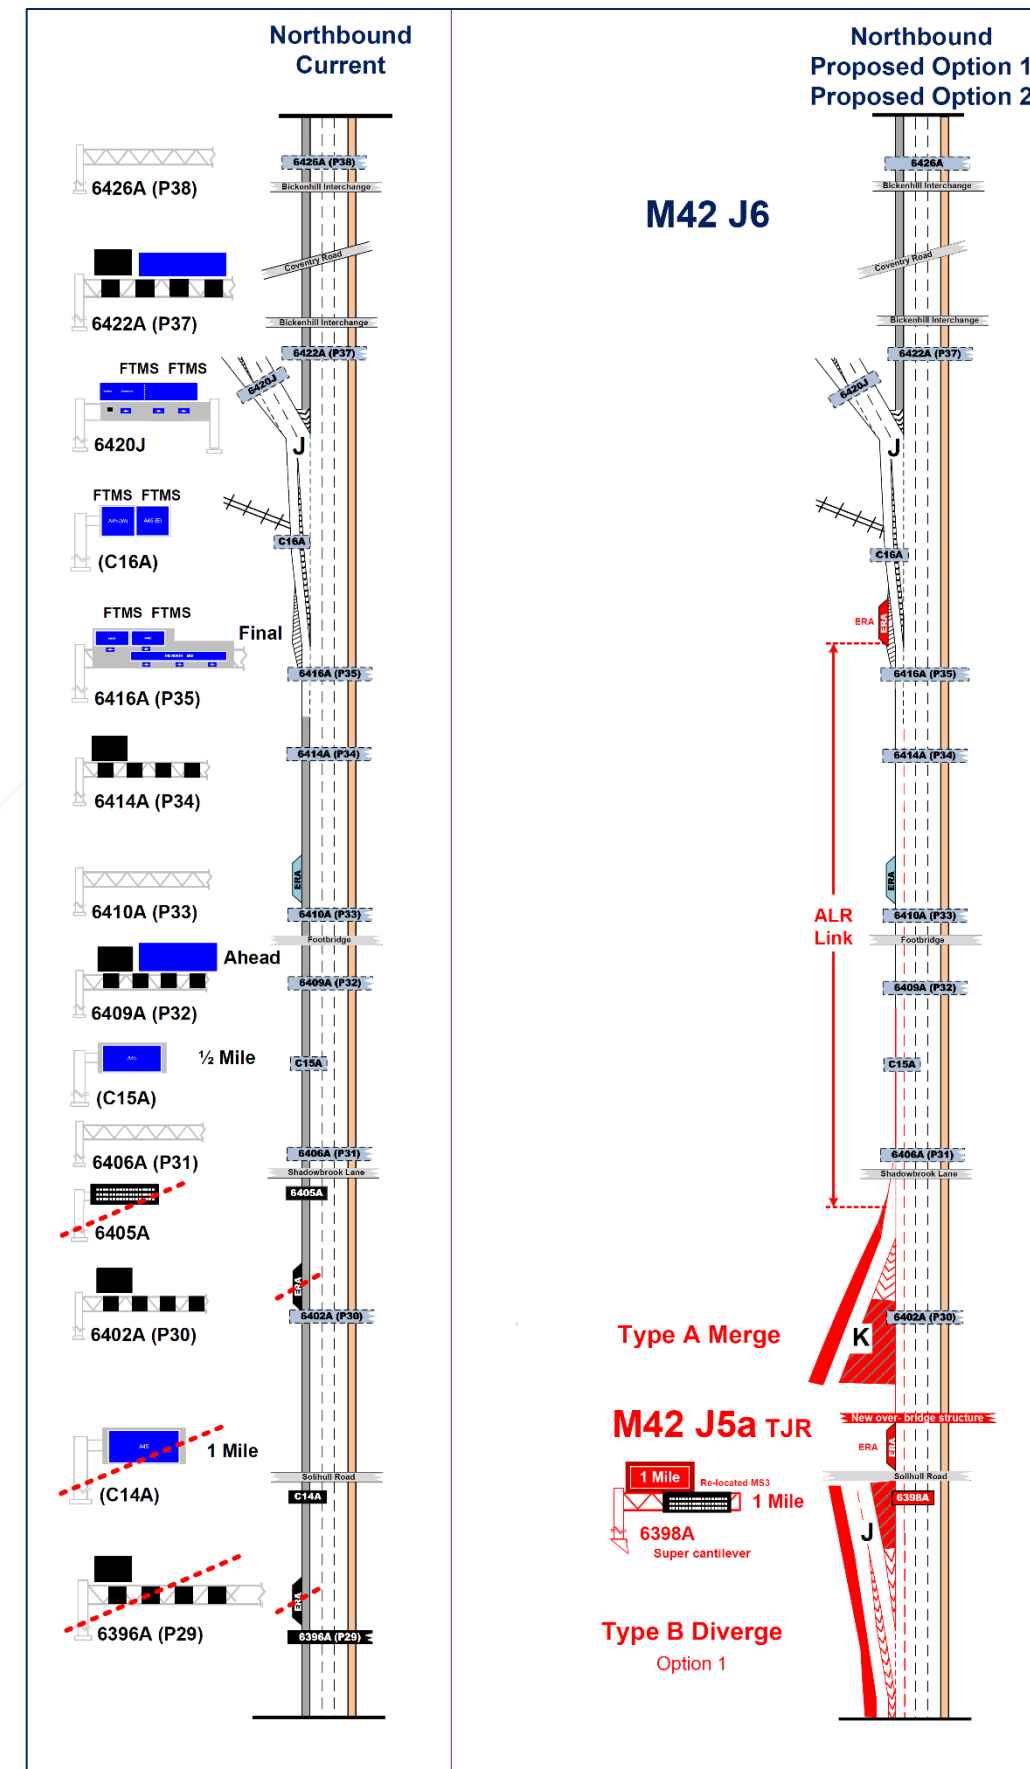 Northbound
Current
6426A (P38)
6422A (P37)
FTMS FTMS
6420J
FTMS FTMS
A45 (W) A45 (E)
(C16A)
FTMS FTMS
Final
6416A (P35)
6414A (P34)
6410A (P33)
Ahead
6409A (P32)
A45
½ Mile
(C15A)
6406A (P31)
6405A
6402A (P30)
A45
1 Mile
(C14A)
6396A (P29)
6426A (P38)
Bickenhill Interchange
Coventry Road
Bickenhill Interchange
6422A (P37)
6420J
J
C16A
6416A (P35)
6414A (P34)
ERA
6410A (P33)
Footbridge
6409A (P32)
C15A
6406A (P31)
Shadowbrook Lane
6405A
ERA
6402A (P30)
Solihull Road
C14A
ERA
6396A (P29)
Northbound
Proposed Option 1
Proposed Option 2
M42 J6
6426A
Bickenhill Interchange
Coventry Road
Bickenhill Interchange
6422A (P37)
6420J
J
C16A
ERA
ERA
6416A (P35)
6414A (P34)
ERA
6410A (P33)
ALR
Link
Footbridge
6409A (P32)
C15A
6406A (P31)
Shadowbrook Lane
6402A (P30)
Type A Merge
K
M42 J5a TJR
New over- bridge structure
ERA
ERA
Solihull Road
1 Mile
Re-located MS3
1 Mile
6398A
6398A
Super cantilever
J
Type B Diverge
Option 1